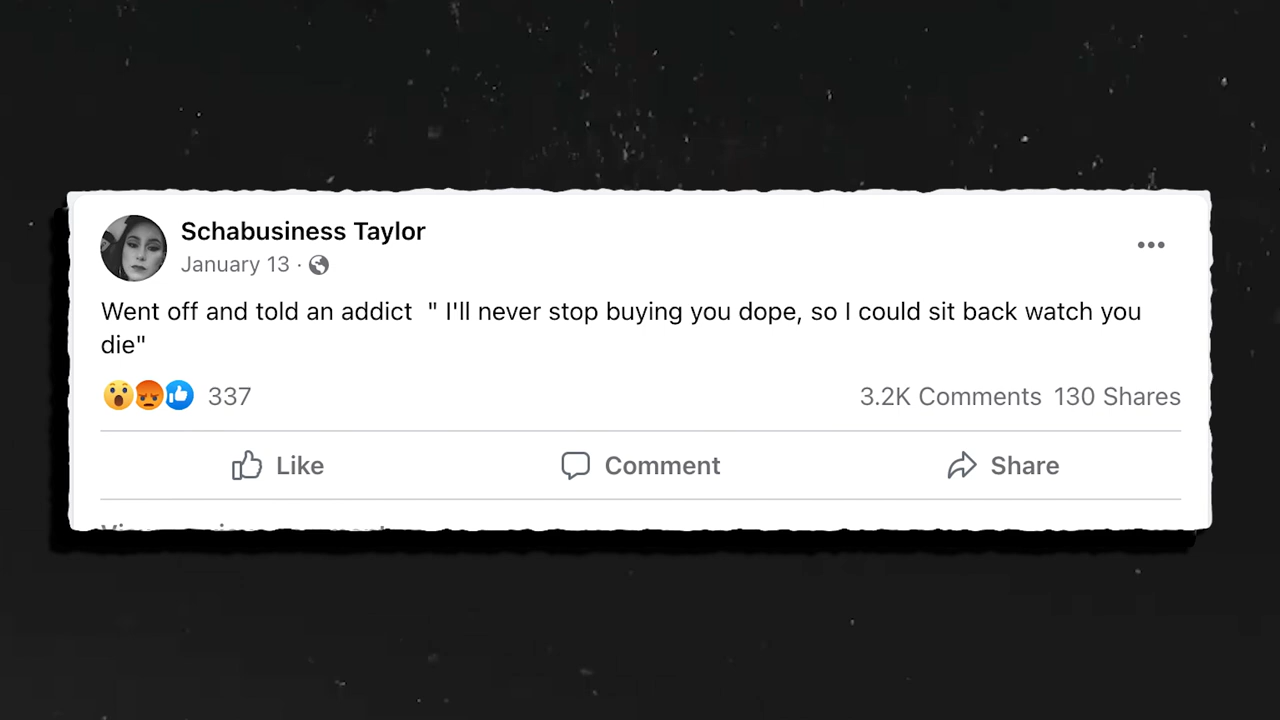 Schabusiness Taylor
January 13 ·
Went off and told an addict " I'll never stop buying you dope, so I could sit back watch you
die"
337 3.2K Comments 130 Shares
Like Comment Share